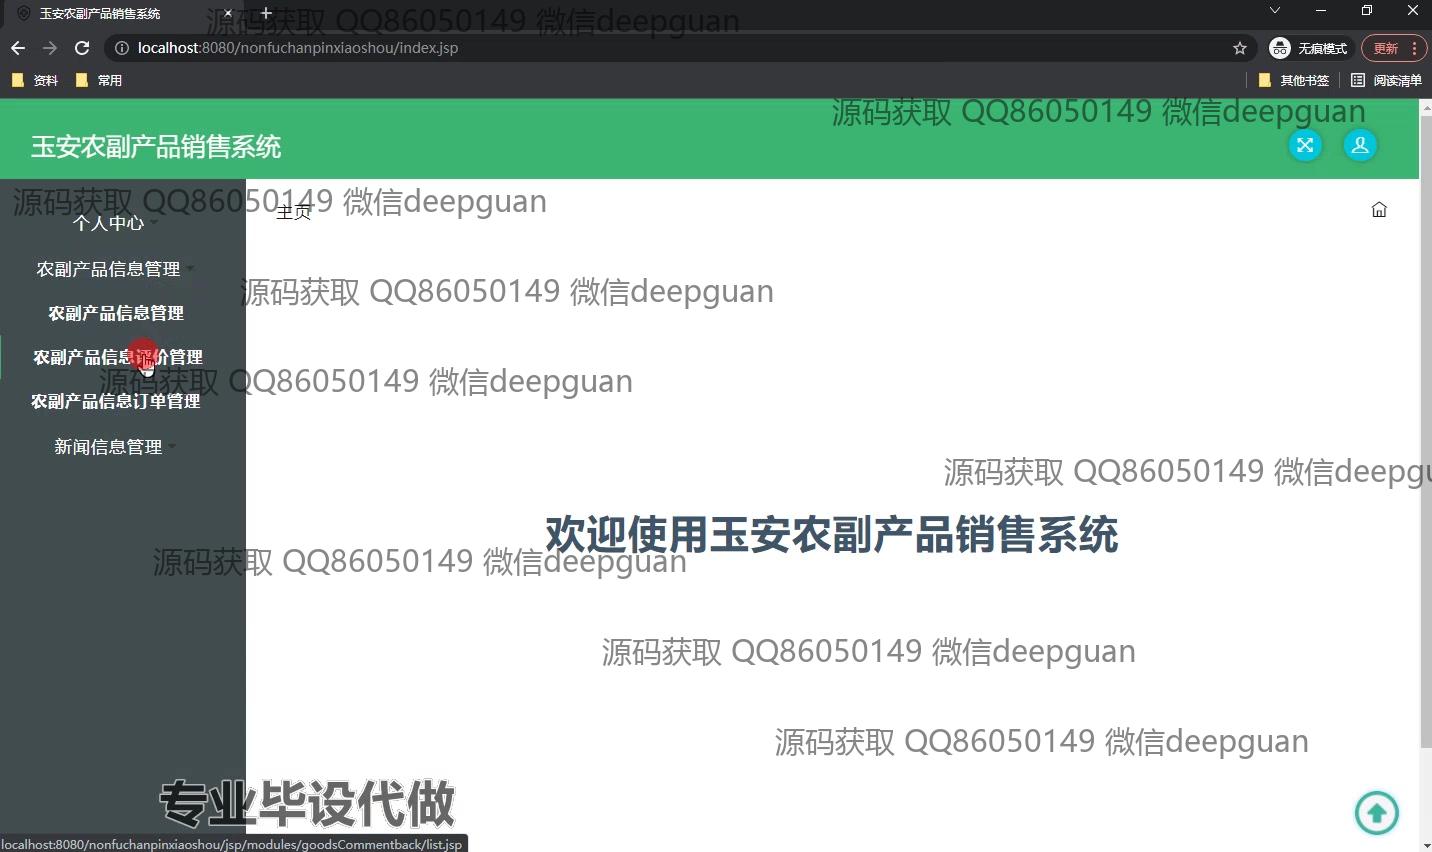 玉安农副产品销售系统
源码获取 QQ86050149 微信deepguan
localhost:8080/nonfuchanpinxiaoshou/index.jsp
无痕模式
更新
资料
常用
其他书签
阅读清单
源码获取 QQ86050149 微信deepguan
玉安农副产品销售系统
源码获取 QQ86050149 微信deepguan
主页
个人中心
农副产品信息管理
源码获取 QQ86050149 微信deepguan
农副产品信息管理
农副产品信息评价管理
源码获取 QQ86050149 微信deepguan
农副产品信息订单管理
新闻信息管理
源码获取 QQ86050149 微信deepgu
欢迎使用玉安农副产品销售系统
源码获取 QQ86050149 微信deepguan
源码获取 QQ86050149 微信deepguan
源码获取 QQ86050149 微信deepguan
专业毕设代做
localhost:8080/nonfuchanpinxiaoshou/jsp/modules/goodsCommentback/list.jsp